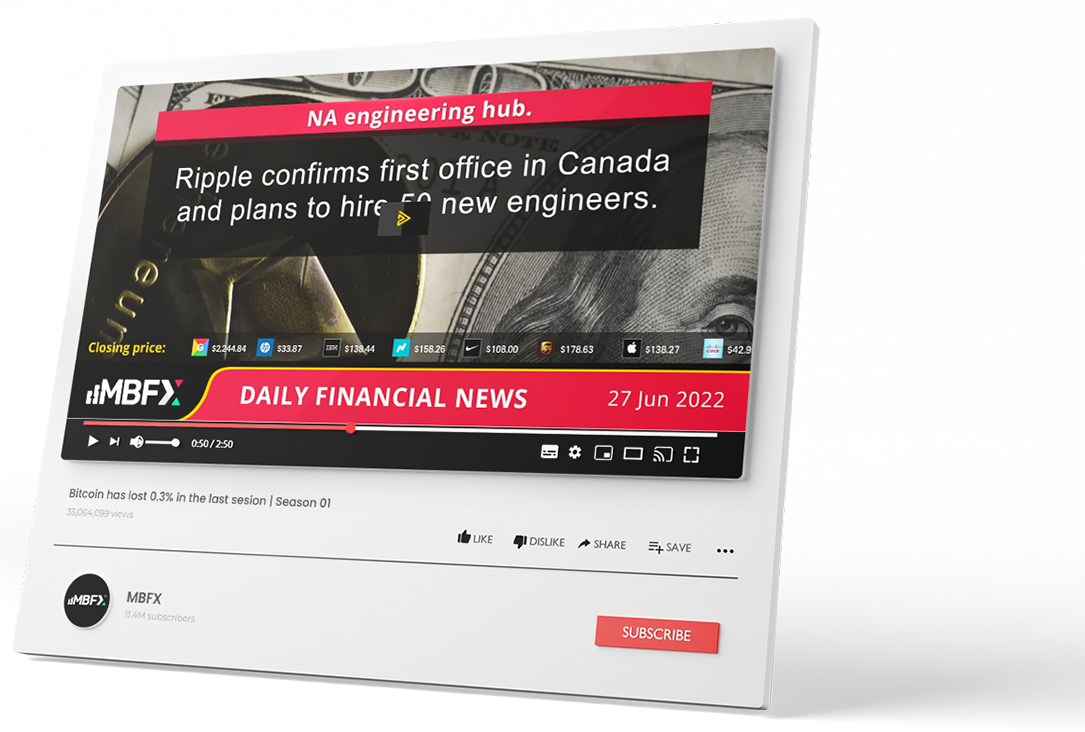 NA engineering hub.
Ripple confirms first office in Canada
and plans to hire 50 new engineers.
Closing price: $2,244.84 $33.87 IBM $138.44 $158.26 $108.00 ups $178.63 $138.27 CISCO $42.9
MBFX DAILY FINANCIAL NEWS 27 Jun 2022
0:50 / 2:50
Bitcoin has lost 0.3% in the last sesion | Season 01
35,064,099 views
LIKE DISLIKE SHARE SAVE
MBFX MBFX
11.4M subscribers
SUBSCRIBE